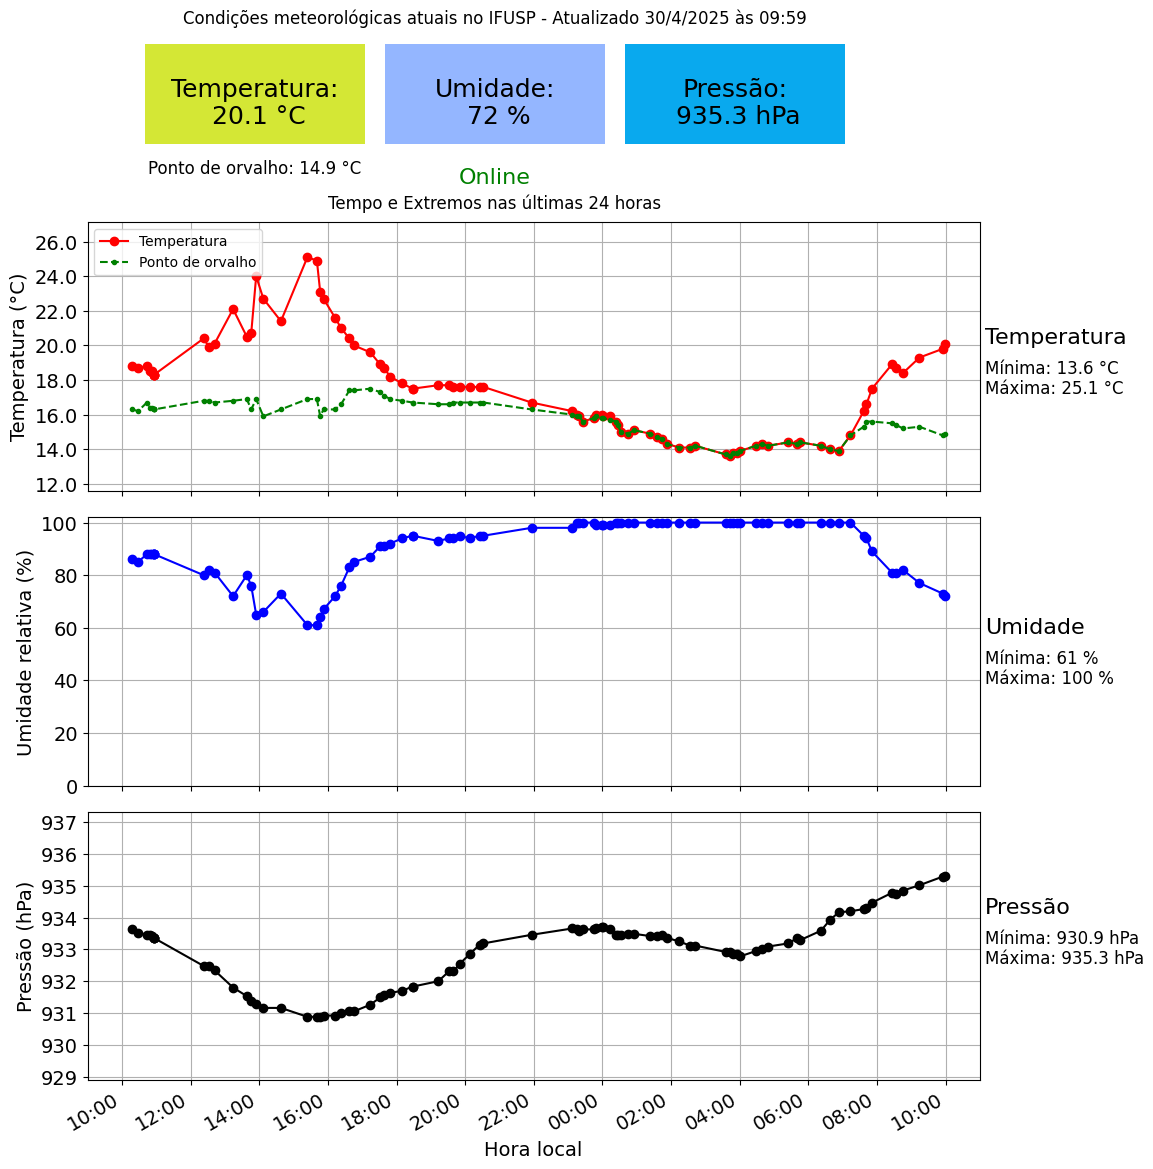 Condições meteorológicas atuais no IFUSP - Atualizado 30/4/2025 às 09:59
Temperatura:
20.1 °C
Umidade:
72 %
Pressão:
935.3 hPa
Ponto de orvalho: 14.9 °C
Online
Tempo e Extremos nas últimas 24 horas
Temperatura (°C)
26.0
24.0
22.0
20.0
18.0
16.0
14.0
12.0
Temperatura
Ponto de orvalho
Temperatura
Mínima: 13.6 °C
Máxima: 25.1 °C
Umidade relativa (%)
100
80
60
40
20
0
Umidade
Mínima: 61 %
Máxima: 100 %
Pressão (hPa)
937
936
935
934
933
932
931
930
929
Pressão
Mínima: 930.9 hPa
Máxima: 935.3 hPa
10:00
12:00
14:00
16:00
18:00
20:00
22:00
00:00
02:00
04:00
06:00
08:00
10:00
Hora local